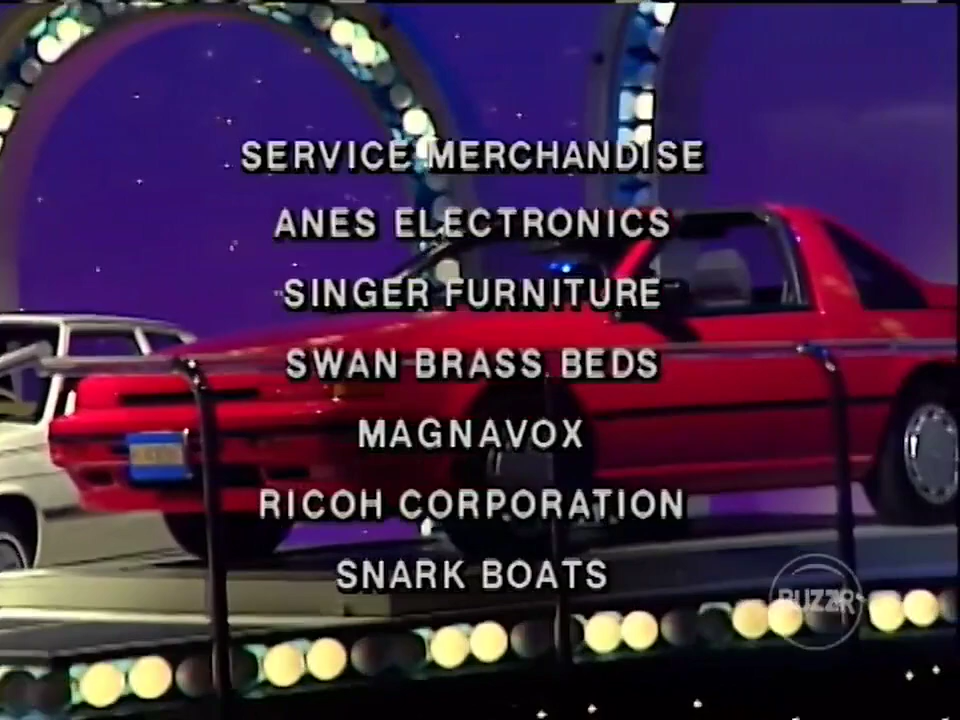 SERVICE MERCHANDISE
ANES ELECTRONICS
SINGER FURNITURE
SWAN BRASS BEDS
MAGNAVOX
RICOH CORPORATION
SNARK BOATS
BUZZR